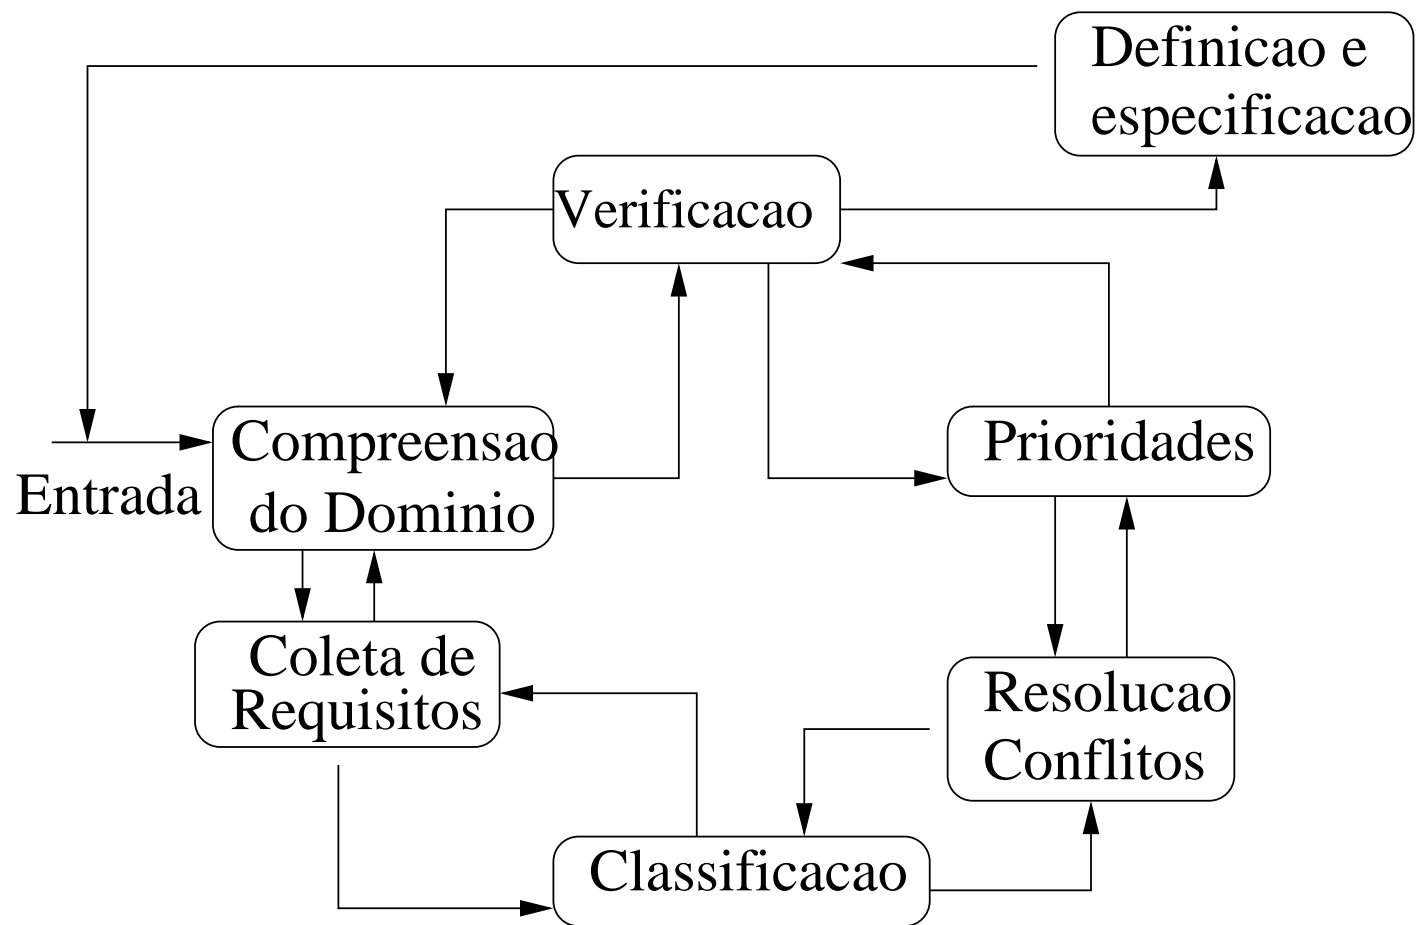 Definicao e
especificacao
Verificacao
Compreensao
do Dominio
Prioridades
Entrada
Coleta de
Requisitos
Resolucao
Conflitos
Classificacao